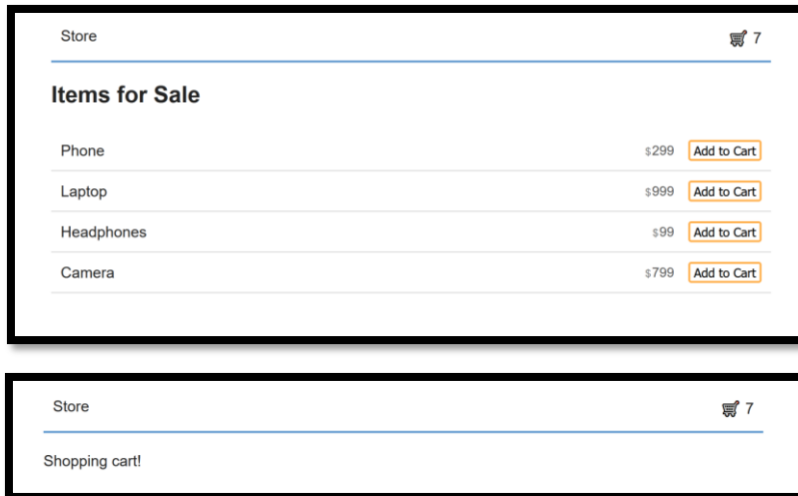 Store 7
Items for Sale
Phone $299 Add to Cart
Laptop $999 Add to Cart
Headphones $99 Add to Cart
Camera $799 Add to Cart
Store 7
Shopping cart!